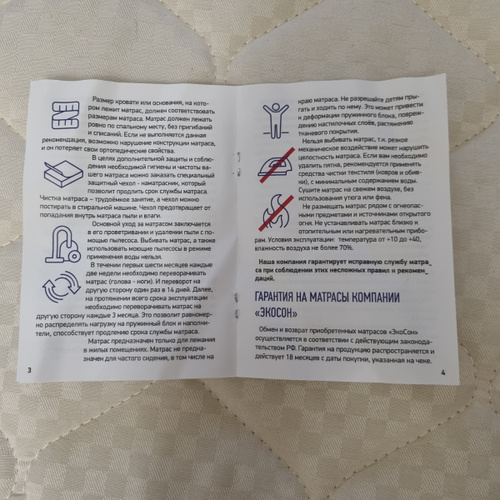 Размер кровати или основания, на кото-
ром лежит матрас, должен соответствовать
размерам матраса. Матрас должен лежать
ровно по спальному месту, без пригибаний
и отвисаний. Если не выполняется данная
рекомендация, возможно нарушение конструкции матраса,
и он потеряет свои ортопедические свойства.
В целях дополнительной защиты и соблю-
дения необходимой гигиены и чистоты ва-
шего матраса можно заказать специальный
защитный чехол - наматрасник, который
позволит продлить срок службы матраса.
Чистка матраса – трудоёмкое занятие, а чехол можно
постирать в стиральной машине. Чехол предотвращает от
попадания внутрь матраса пыли и влаги.
Основной уход за матрасом заключается
в его проветривании и удалении пыли с по-
мощью пылесоса. Выбивать матрас, а также
использовать моющие пылесосы в режиме
применения воды нельзя.
В течении первых шести месяцев каждые
две недели необходимо переворачивать
матрас (голова - ноги). И переворот на
другую сторону один раз в 14 дней. Далее,
на протяжении всего срока эксплуатации
необходимо переворачивать матрас на
другую сторону каждые 3 месяца. Это позволит равномер-
но распределить нагрузку на пружинный блок и наполни-
тели, способствует продлению срока службы матраса.
Матрас предназначен только для лежания
в жилых помещениях. Матрас не предна-
значен для частого сидения, в том числе на
3
краю матраса. Не разрешайте детям пры-
гать и ходить по нему. Это может привести
к деформации пружинного блока, повреж-
дению настилочных слоёв, растяжению
тканевого покрытия.
Нельзя выбивать матрас, т.к. резкое
механическое воздействие может нарушить
целостность матраса. Если вам необходимо
удалить пятна, рекомендуется применять
средства чистки текстиля (ковров и обив-
ки), с минимальным содержанием воды.
Сушите матрас на свежем воздухе, без
использования утюга или фена.
Не размещать матрас рядом с огнеопас-
ными предметами и источниками открытого
огня. Не устанавливать матрас близко к
отопительным или нагревательным прибо-
рам. Условия эксплуатации: температура от +10 до +40,
влажность воздуха не более 70%.
Наша компания гарантирует исправную службу матра_
са при соблюдении этих несложных правил и рекомен_
даций.
ГАРАНТИЯ НА МАТРАСЫ КОМПАНИИ
«ЭКОСОН»
Обмен и возврат приобретенных матрасов «ЭкоСон»
осуществляется в соответствии с действующим законода-
тельством РФ. Гарантия на продукцию распространяется и
действует 18 месяцев с даты покупки, указанная на чеке.
4